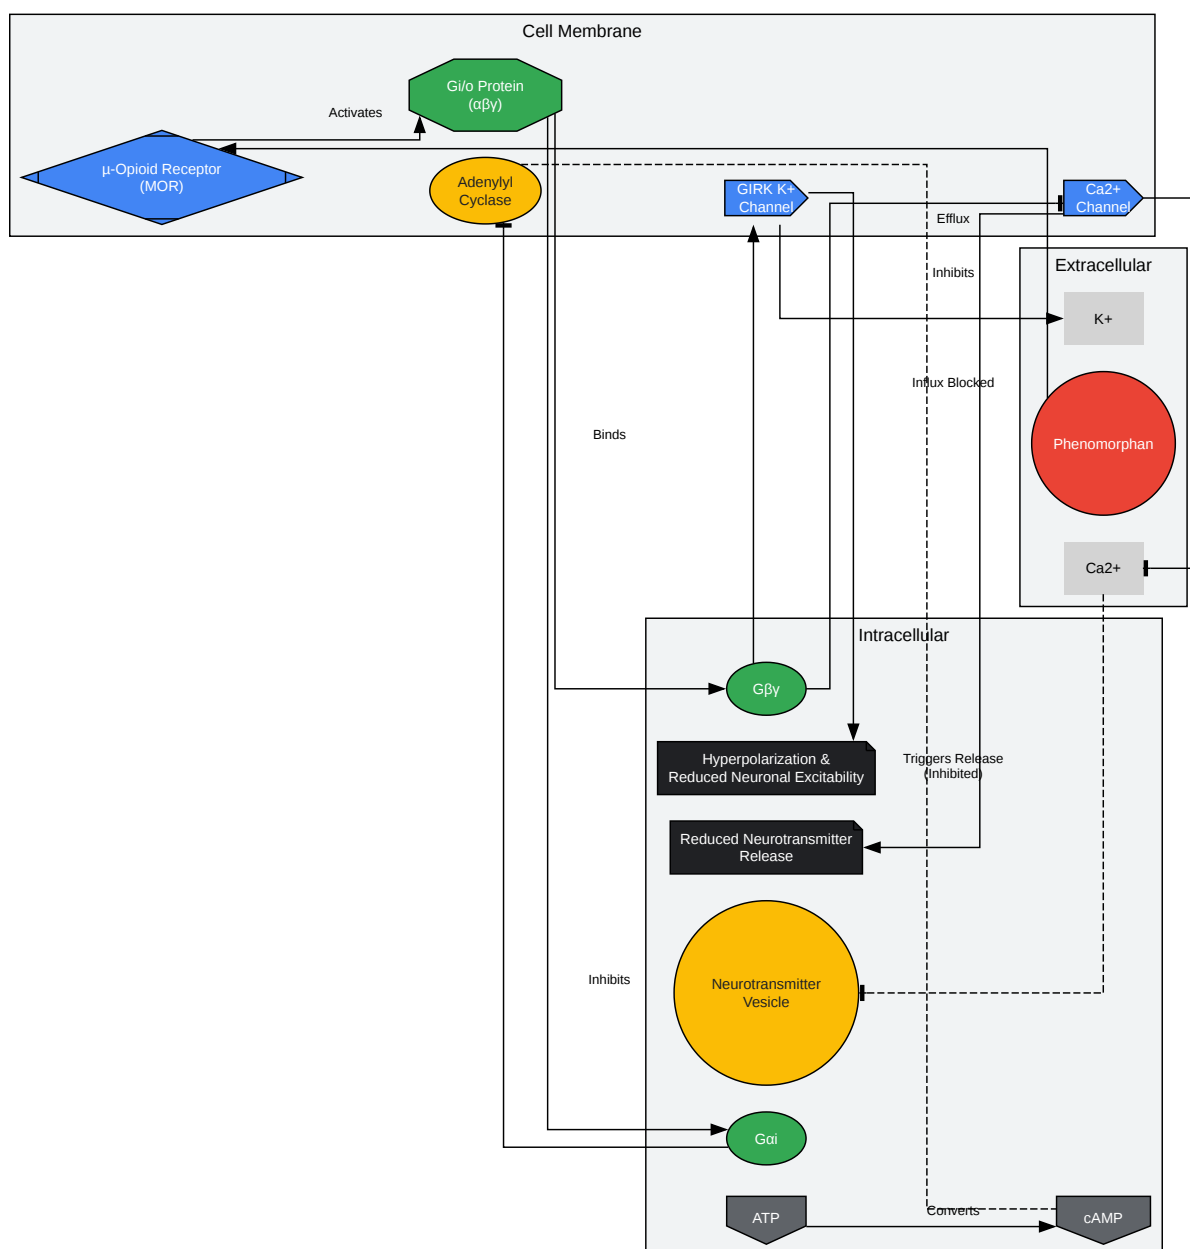 Cell Membrane
Gi/o Protein
(αβγ)
Activates
μ-Opioid Receptor
(MOR)
Adenylyl
Cyclase
GIRK K+
Channel
Ca2+
Channel
Efflux
Extracellular
Inhibits
K+
Influx Blocked
Binds
Phenomorphan
Ca2+
Intracellular
Gβγ
Hyperpolarization &
Reduced Neuronal Excitability
Triggers Release
(Inhibited)
Reduced Neurotransmitter
Release
Inhibits
Neurotransmitter
Vesicle
Gαi
Converts
ATP
cAMP